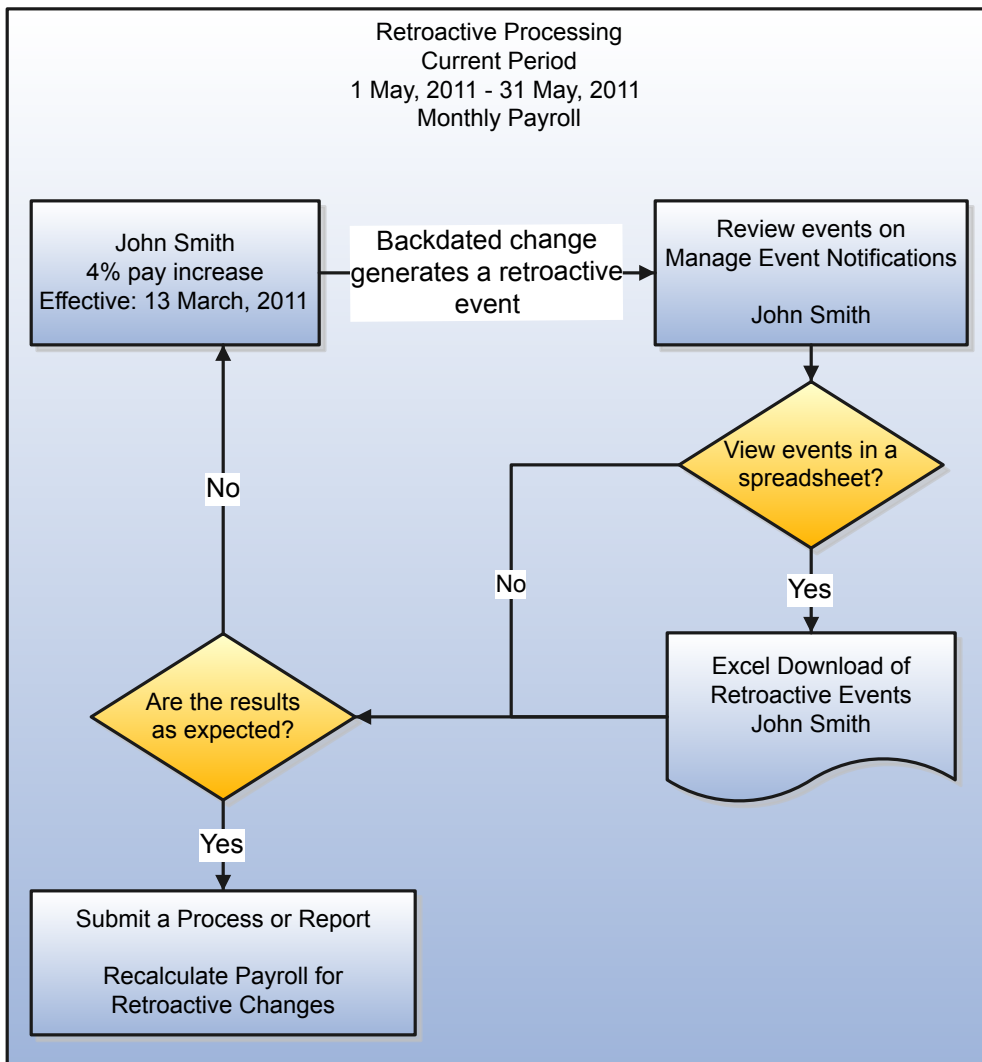 Retroactive Processing
Current Period
1 May, 2011 - 31 May, 2011
Monthly Payroll
John Smith
4% pay increase
Effective: 13 March, 2011
Backdated change
generates a retroactive
event
Review events on
Manage Event Notifications
John Smith
View events in a
spreadsheet?
No
No
Yes
Excel Download of
Retroactive Events
John Smith
Are the results
as expected?
Yes
Submit a Process or Report
Recalculate Payroll for
Retroactive Changes